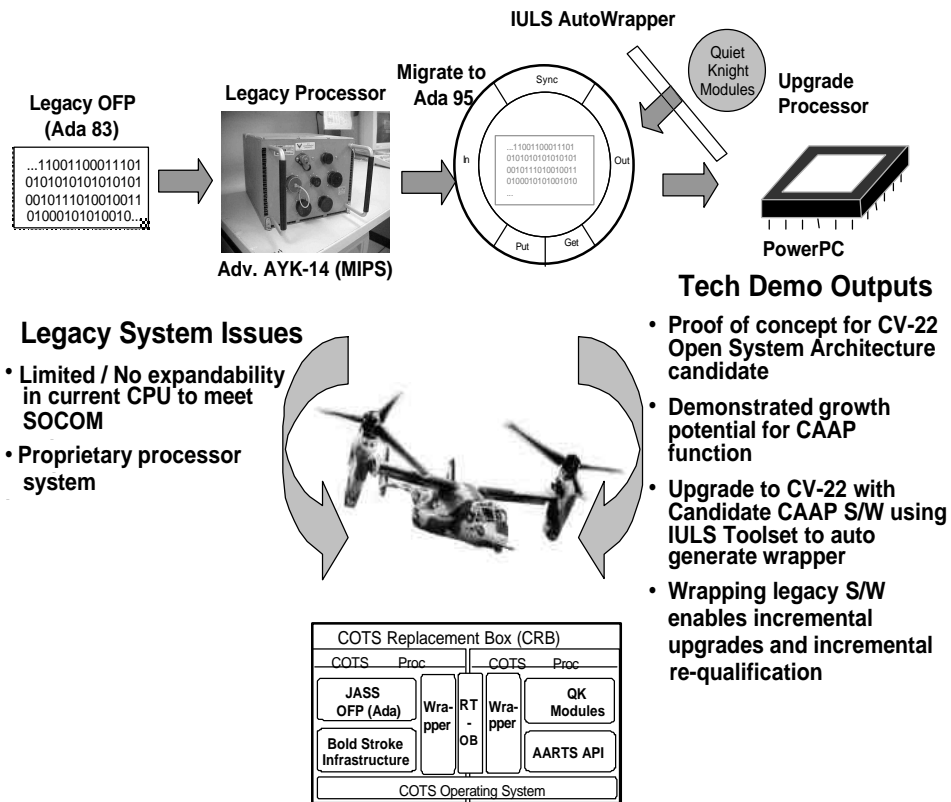 IULS AutoWrapper
Legacy OFP
(Ada 83)
...11001100011101
0101010101010101
0010111010010011
01000101010010...
Legacy Processor
Adv. AYK-14 (MIPS)
Migrate to
Ada 95
Sync
In
Out
Put
Get
...11001100011101
0101010101010101
0010111010010011
0100010101001010
...
Quiet
Knight
Modules
Upgrade
Processor
PowerPC
Legacy System Issues
• Limited / No expandability
in current CPU to meet
SOCOM
• Proprietary processor
system
Tech Demo Outputs
• Proof of concept for CV-22
Open System Architecture
candidate
• Demonstrated growth
potential for CAAP
function
• Upgrade to CV-22 with
Candidate CAAP S/W using
IULS Toolset to auto
generate wrapper
• Wrapping legacy S/W
enables incremental
upgrades and incremental
re-qualification
COTS Replacement Box (CRB)
COTS Proc
COTS Proc
JASS
OFP (Ada)
Bold Stroke
Infrastructure
Wra-
pper
RT
-
OB
Wra-
pper
QK
Modules
AARTS API
COTS Operating System